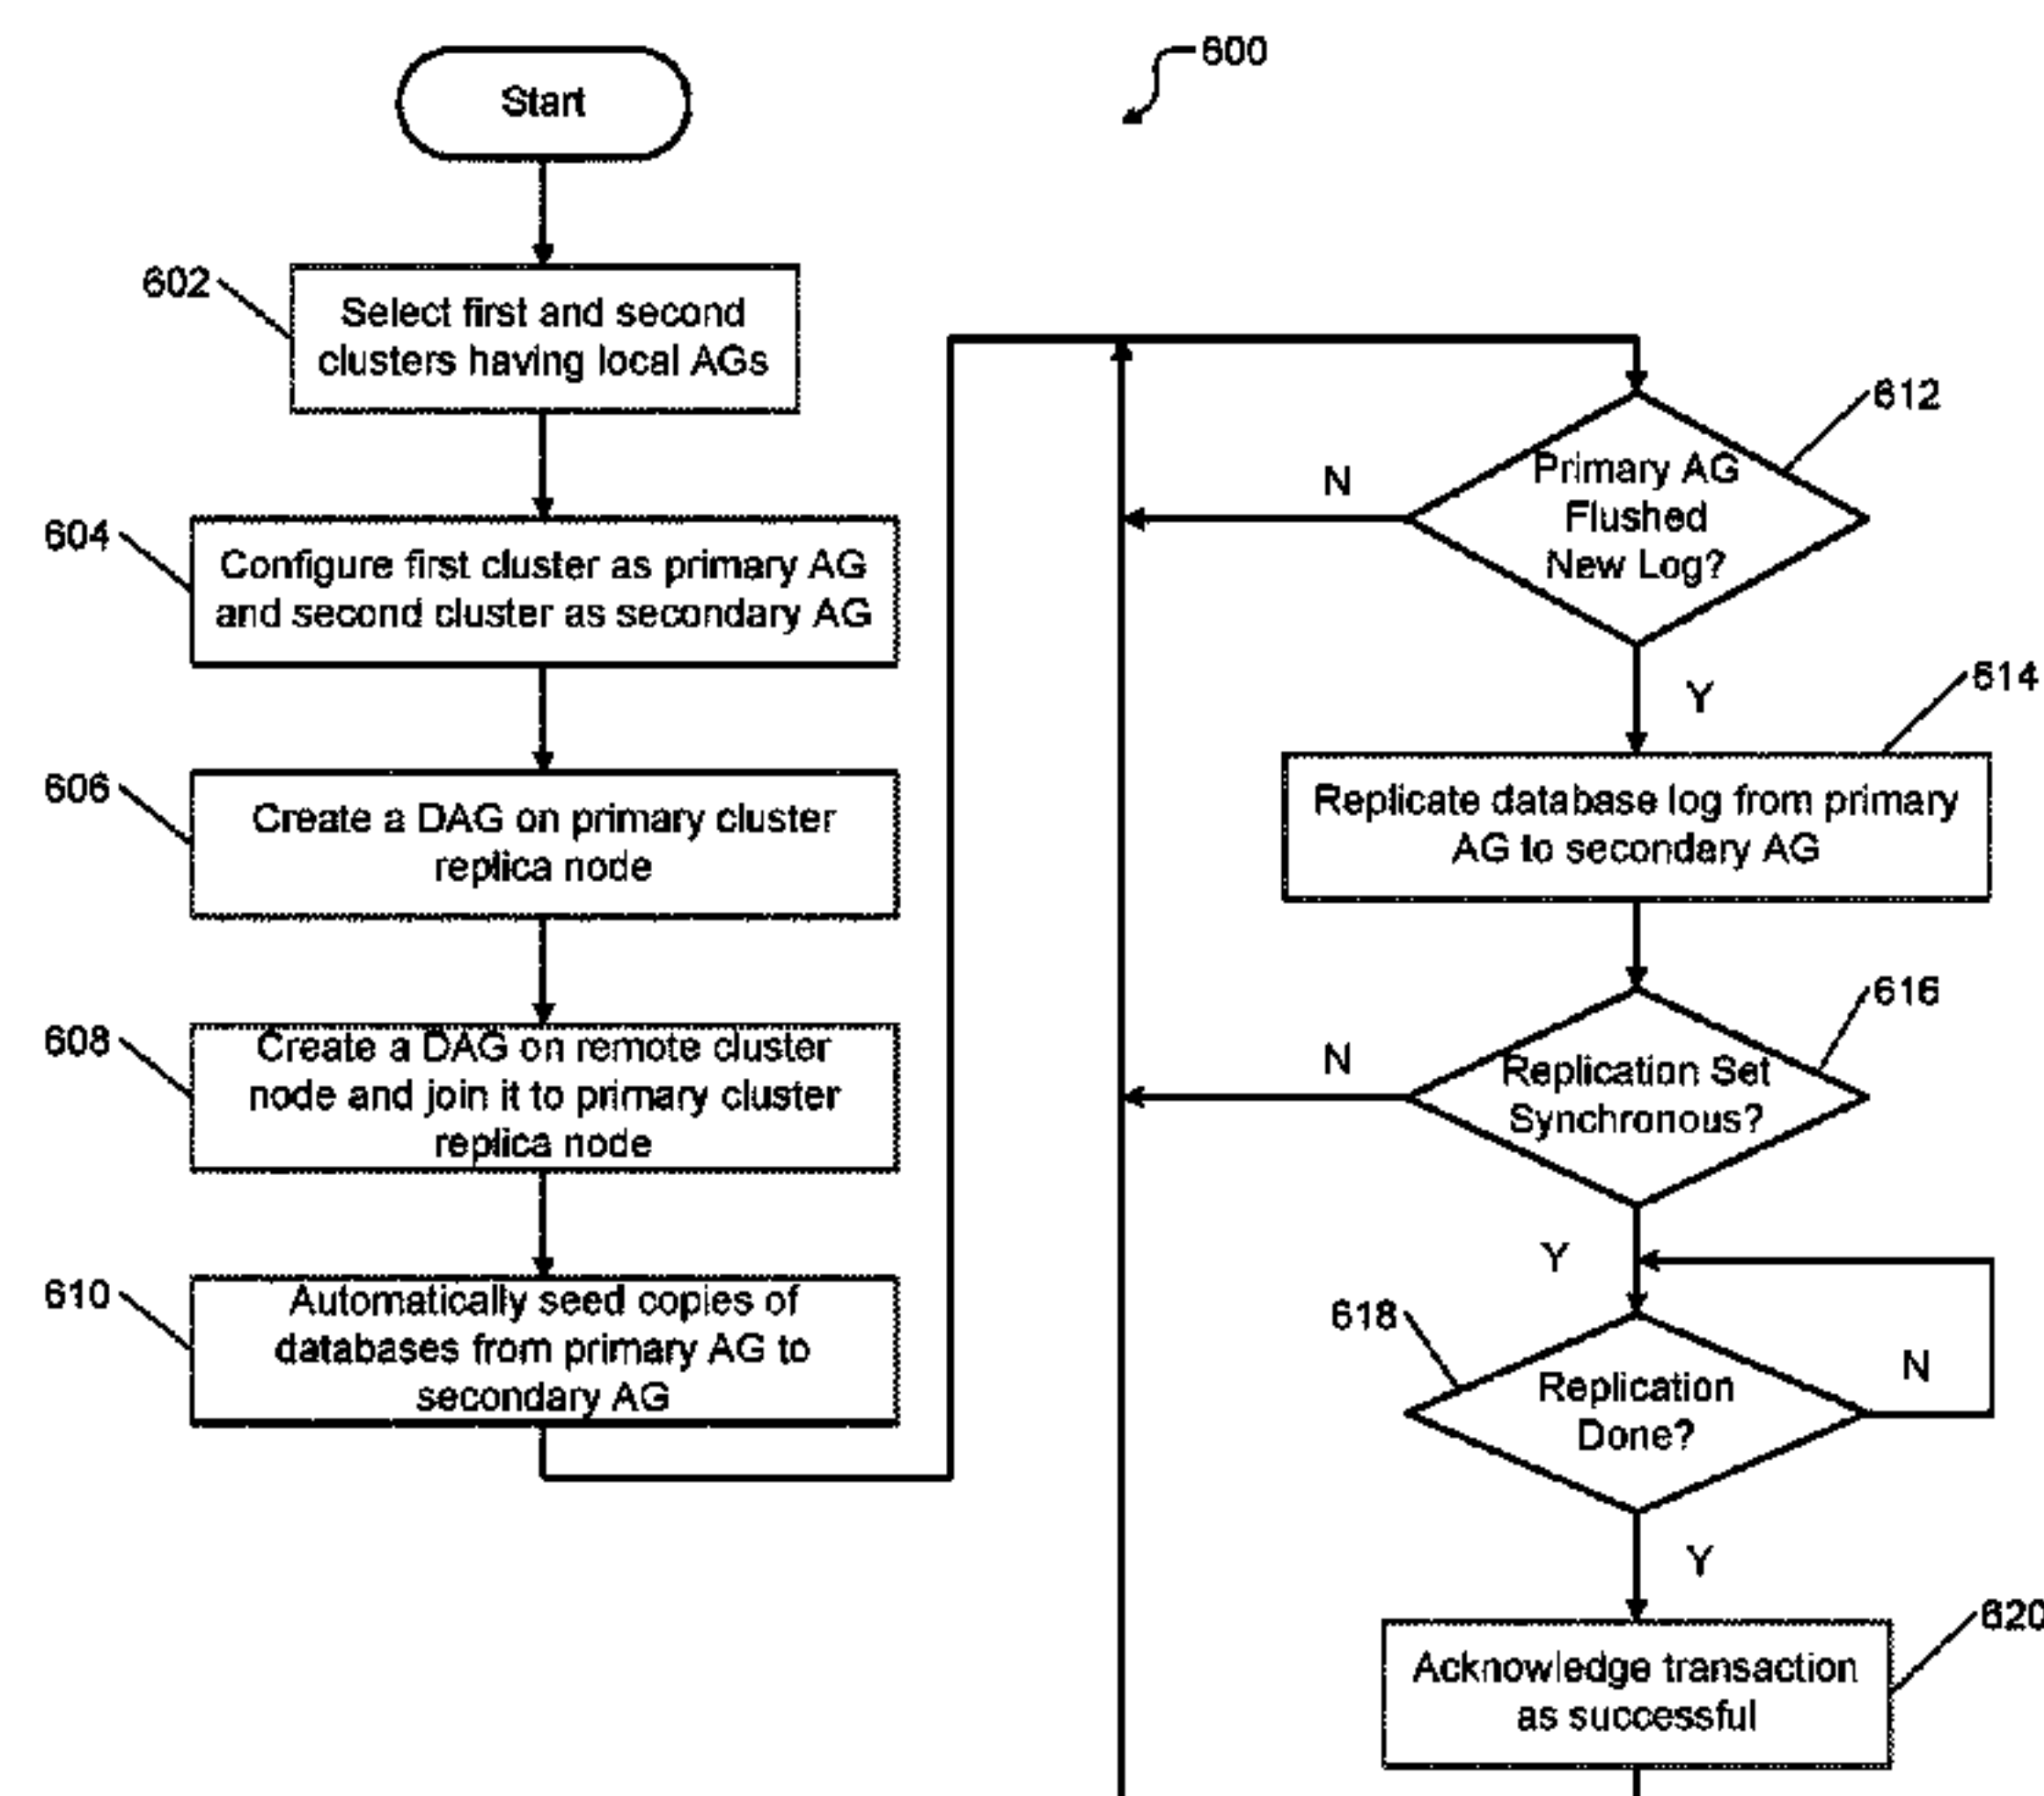 600
Start
602
Select first and second
clusters having local AGs
604
Configure first cluster as primary AG
and second cluster as secondary AG
606
Create a DAG on primary cluster
replica node
608
Create a DAG on remote cluster
node and join it to primary cluster
replica node
610
Automatically seed copies of
databases from primary AG to
secondary AG
612
Primary AG
Flushed
New Log?
N
Y
614
Replicate database log from primary
AG to secondary AG
616
Replication Set
Synchronous?
N
Y
618
Replication
Done?
N
Y
620
Acknowledge transaction
as successful